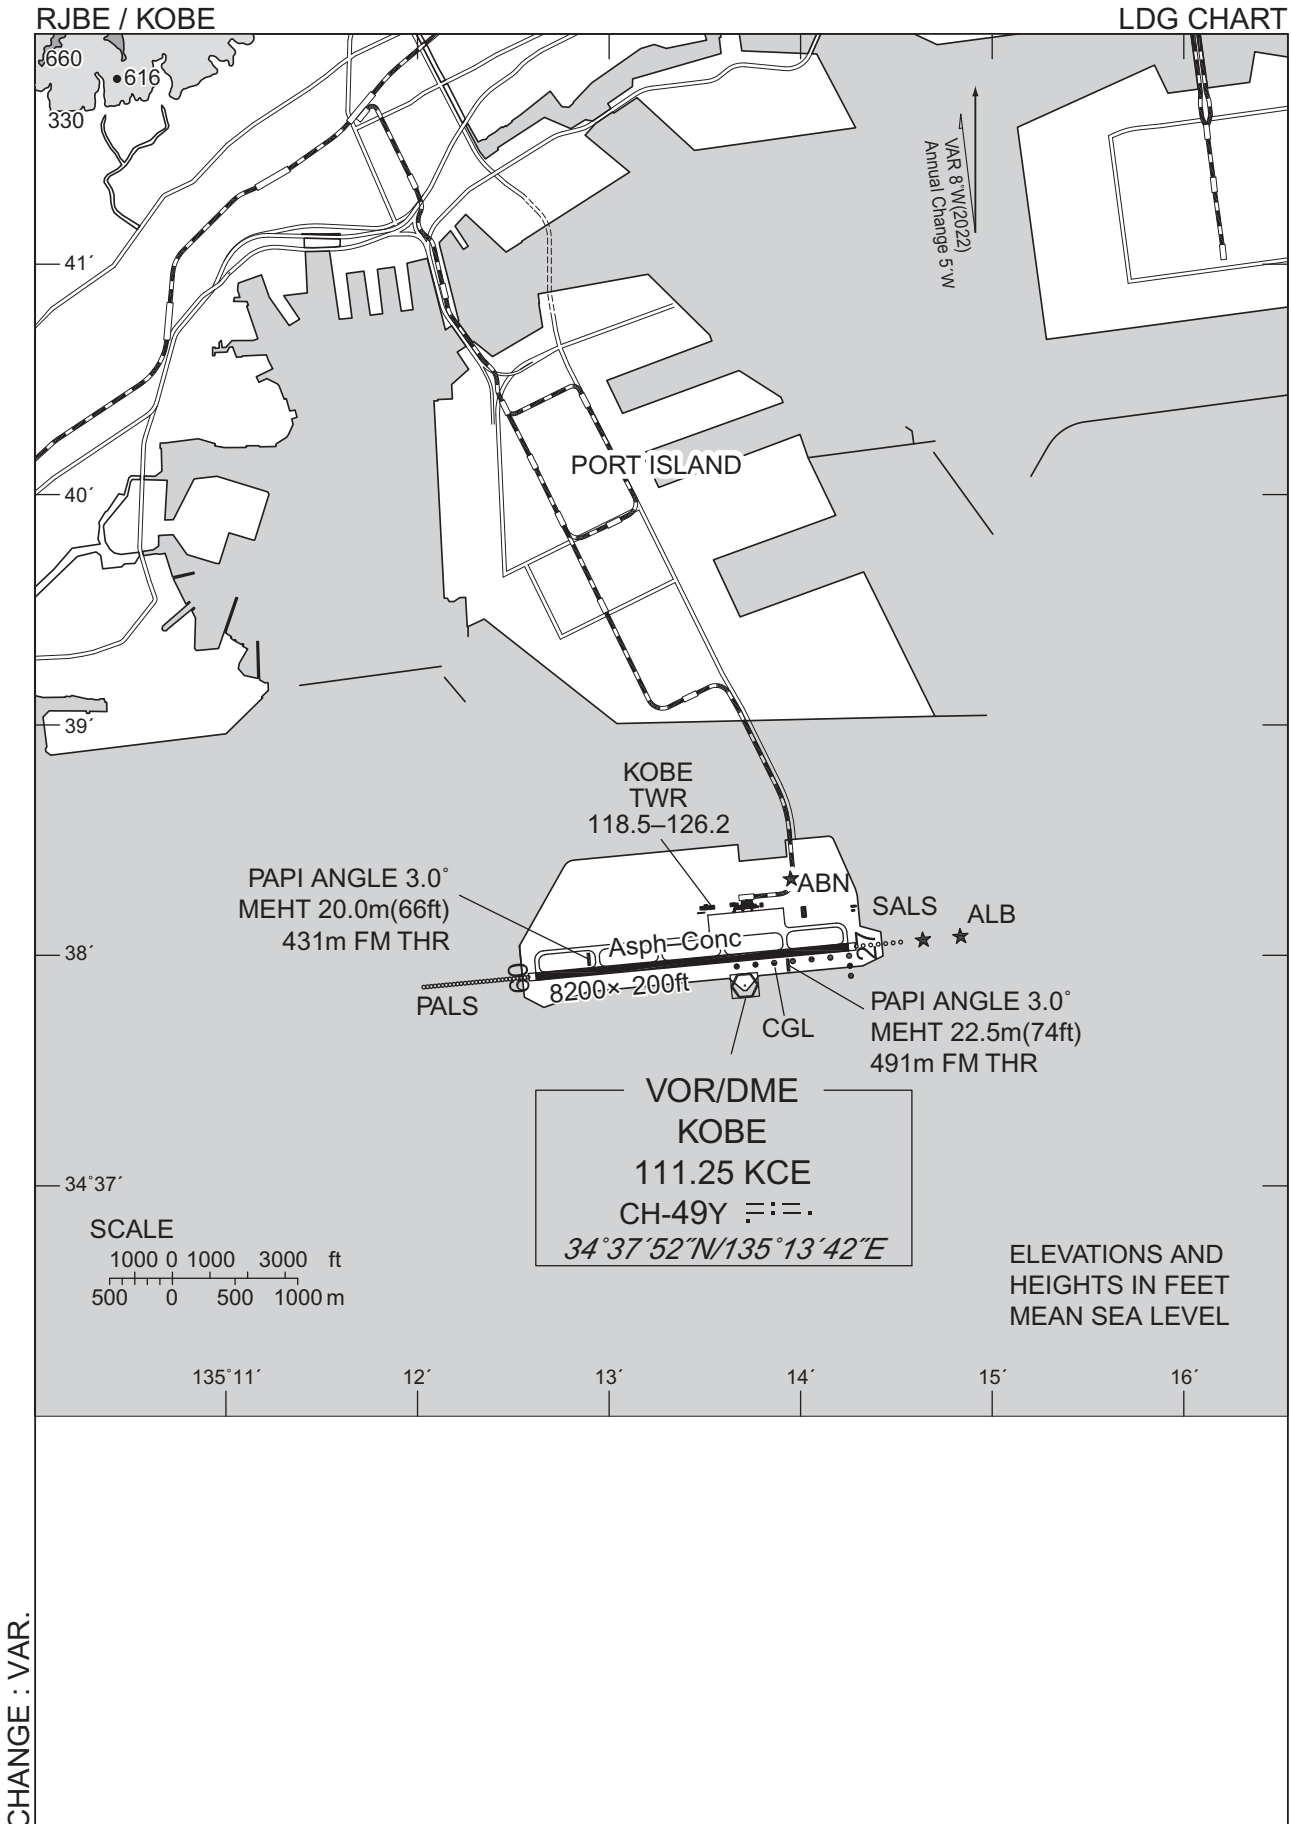 RJBE / KOBE
LDG CHART
660
616
330
VAR 8°W(2022)
Annual Change 5´W
41´
PORT ISLAND
40´
39´
KOBE
TWR
118.5–126.2
PAPI ANGLE 3.0°
MEHT 20.0m(66ft)
431m FM THR
ABN
SALS
ALB
38´
Asph-Conc
09
27
8200× 200ft
PALS
CGL
PAPI ANGLE 3.0°
MEHT 22.5m(74ft)
491m FM THR
VOR/DME
KOBE
111.25 KCE
CH-49Y
34°37´52˝N/135°13´42˝E
34°37´
SCALE
1000 0 1000 3000 ft
500 0 500 1000 m
ELEVATIONS AND
HEIGHTS IN FEET
MEAN SEA LEVEL
135°11´ 12´ 13´ 14´ 15´ 16´
CHANGE : VAR.